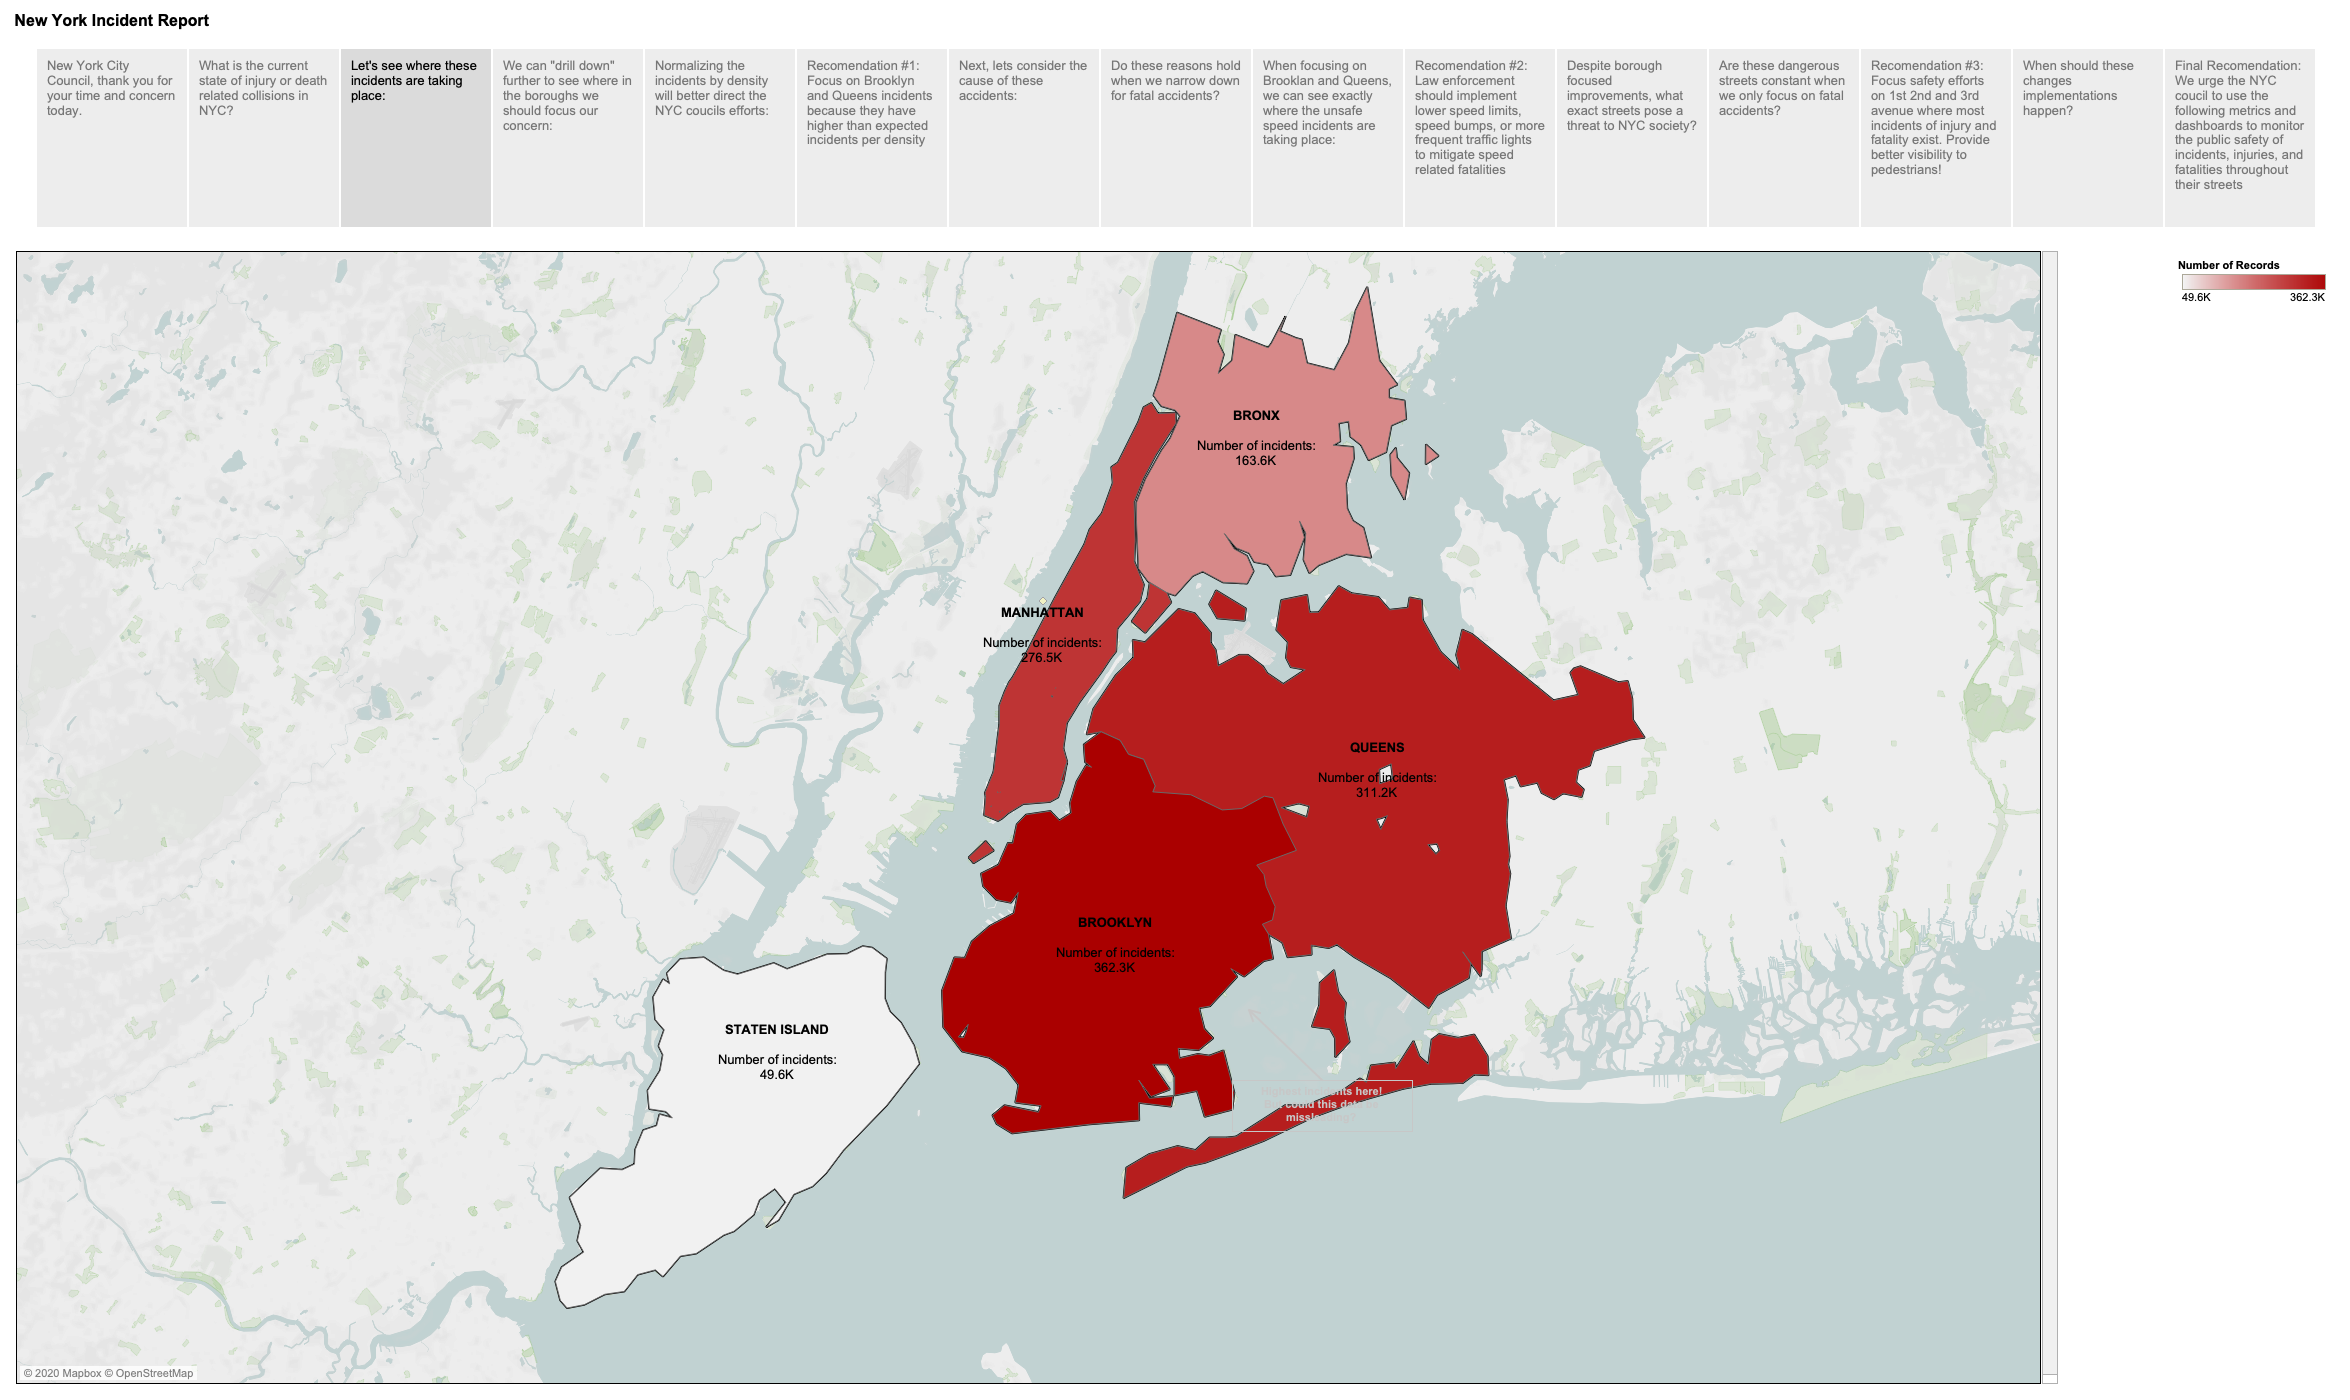 New York Incident Report
New York City
Council, thank you for
your time and concern
today.
What is the current
state of injury or death
related collisions in
NYC?
Let's see where these
incidents are taking
place:
We can "drill down"
further to see where in
the boroughs we
should focus our
concern:
Normalizing the
incidents by density
will better direct the
NYC coucils efforts:
Recomendation #1:
Focus on Brooklyn
and Queens incidents
because they have
higher than expected
incidents per density
Next, lets consider the
cause of these
accidents:
Do these reasons hold
when we narrow down
for fatal accidents?
When focusing on
Brooklan and Queens,
we can see exactly
where the unsafe
speed incidents are
taking place:
Recomendation #2:
Law enforcement
should implement
lower speed limits,
speed bumps, or more
frequent traffic lights
to mitigate speed
related fatalities
Despite borough
focused
improvements, what
exact streets pose a
threat to NYC society?
Are these dangerous
streets constant when
we only focus on fatal
accidents?
Recomendation #3:
Focus safety efforts
on 1st 2nd and 3rd
avenue where most
incidents of injury and
fatality exist. Provide
better visibility to
pedestrians!
When should these
changes
implementations
happen?
Final Recomendation:
We urge the NYC
coucil to use the
following metrics and
dashboards to monitor
the public safety of
incidents, injuries, and
fatalities throughout
their streets
Number of Records
49.6K 362.3K
BRONX
Number of incidents:
163.6K
MANHATTAN
Number of incidents:
276.5K
QUEENS
Number of incidents:
311.2K
BROOKLYN
Number of incidents:
362.3K
STATEN ISLAND
Number of incidents:
49.6K
here!
could this
© 2020 Mapbox © OpenStreetMap